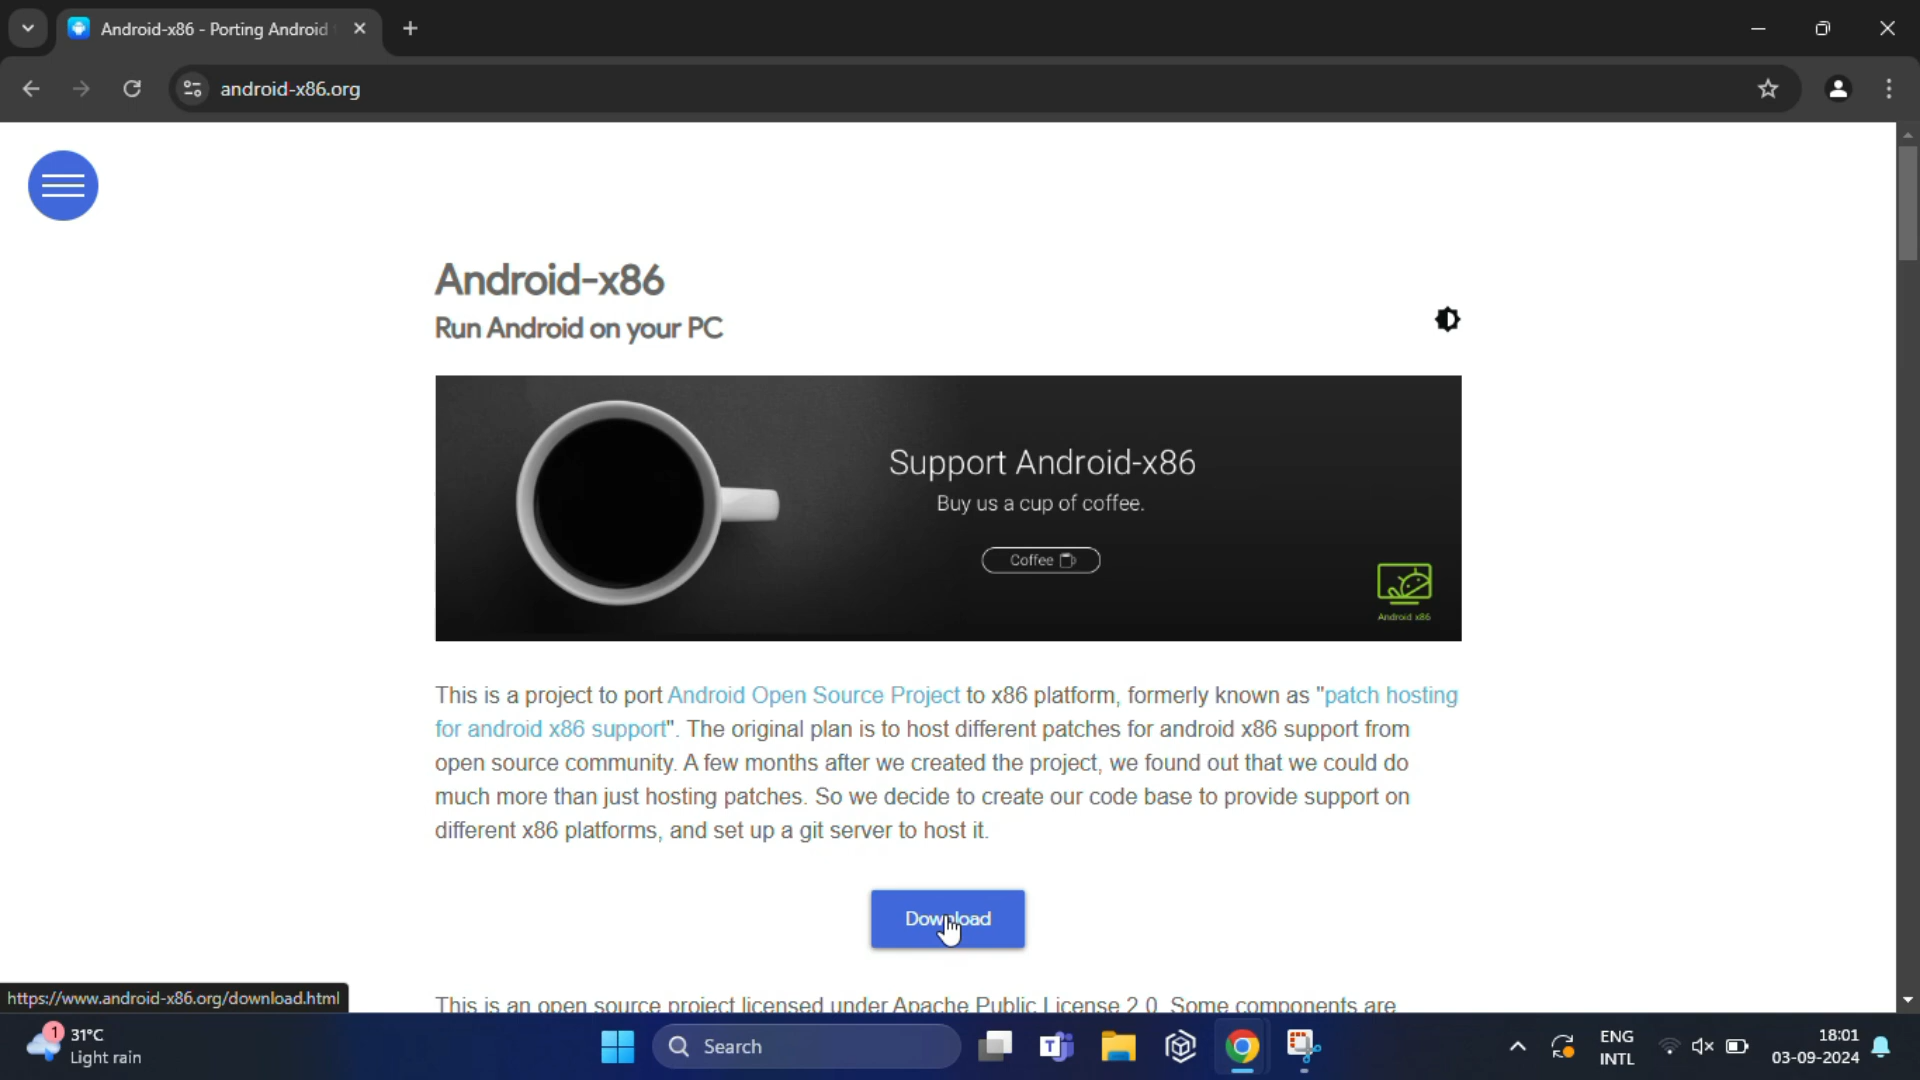 Android-x86 - Porting Android
android-x86.org
Android-x86
Run Android on your PC
Support Android-x86
Buy us a cup of coffee.
Coffee
Android x86
This is a project to port Android Open Source Project to x86 platform, formerly known as "patch hosting
for android x86 support". The original plan is to host different patches for android x86 support from
open source community. A few months after we created the project, we found out that we could do
much more than just hosting patches. So we decide to create our code base to provide support on
different x86 platforms, and set up a git server to host it.
Download
https://www.android-x86.org/download.html
This is an open source project licensed under Apache Public License 2.0. Some components are
1
31°C
Light rain
Search
T
ENG
INTL
18:01
03-09-2024